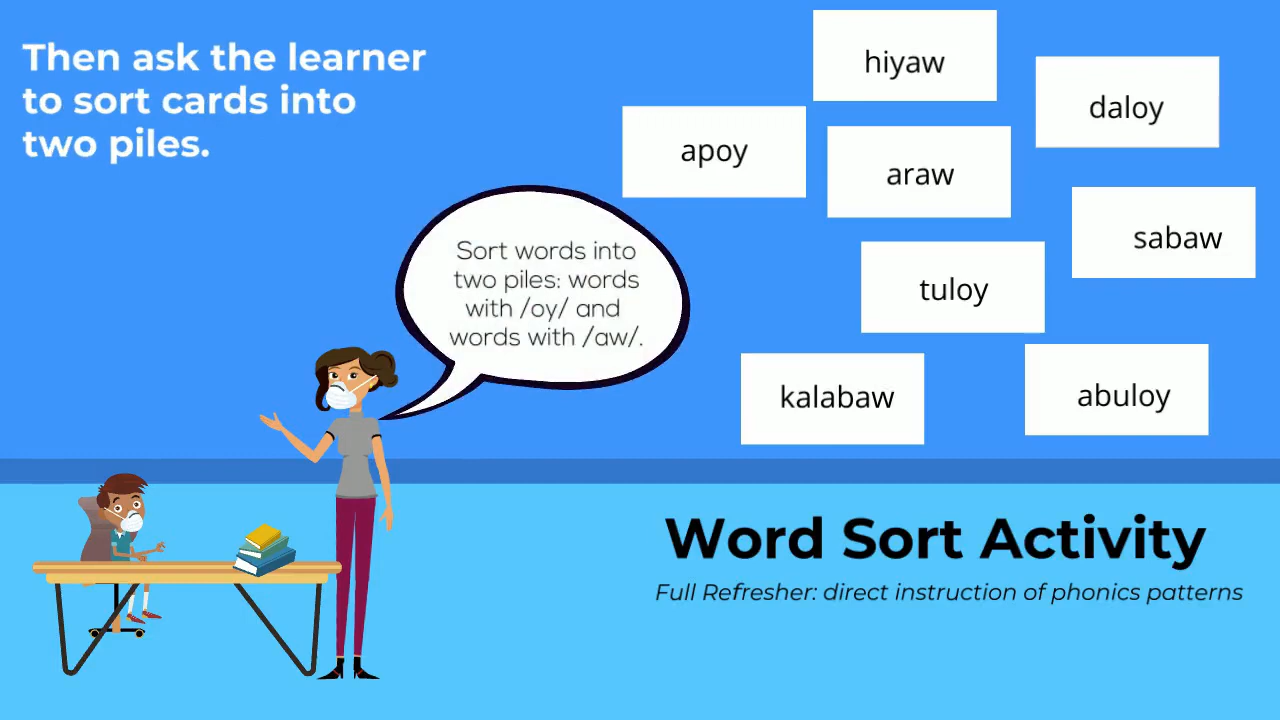 Then ask the learner
to sort cards into
two piles.
Sort words into
two piles: words
with /oy/ and
words with /aw/.
hiyaw
daloy
apoy
araw
sabaw
tuloy
kalabaw
abuloy
Word Sort Activity
Full Refresher: direct instruction of phonics patterns